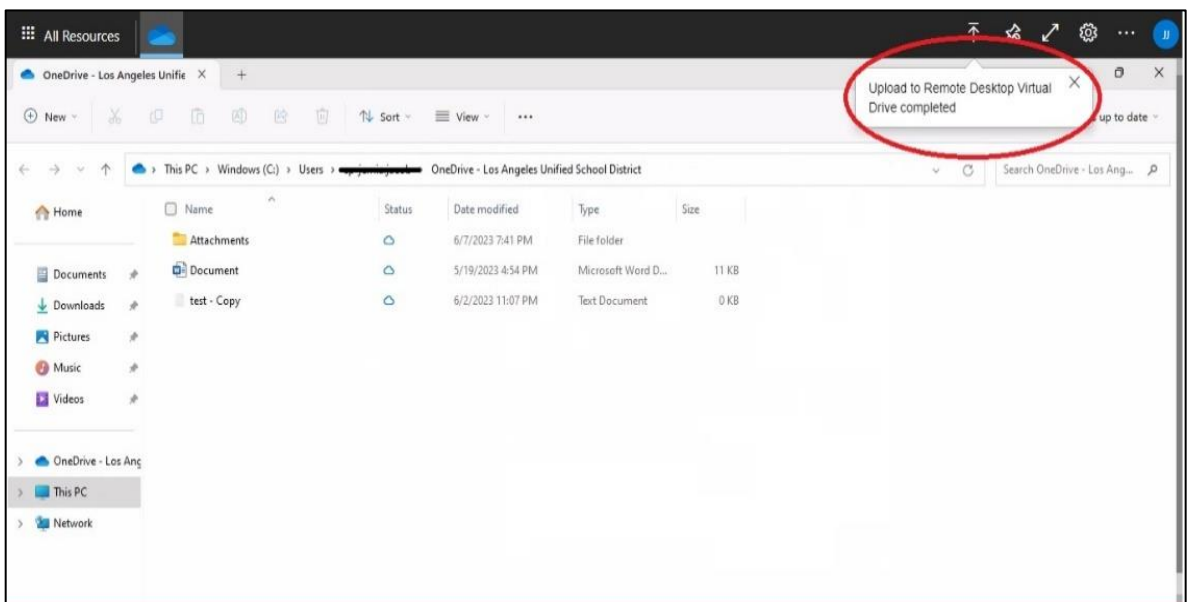 All Resources
JJ
OneDrive - Los Angeles Unifie
Upload to Remote Desktop Virtual
Drive completed
New
Sort
View
up to date
This PC › Windows (C:) › Users › OneDrive - Los Angeles Unified School District
Search OneDrive - Los Ang...
Home
Name Status Date modified Type Size
Attachments 6/7/2023 7:41 PM File folder
Documents
Document 5/19/2023 4:54 PM Microsoft Word D... 11 KB
Downloads
test - Copy 6/2/2023 11:07 PM Text Document 0 KB
Pictures
Music
Videos
OneDrive - Los Ang
This PC
Network